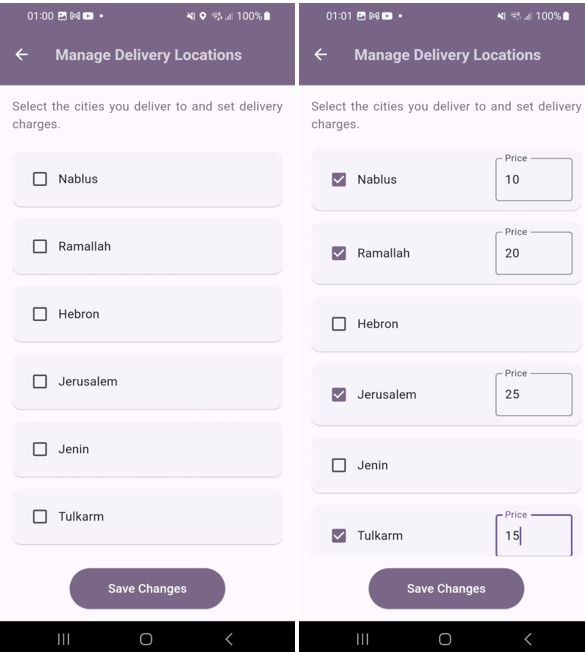 01:00
100%
Manage Delivery Locations
Select the cities you deliver to and set delivery
charges.
Nablus
Ramallah
Hebron
Jerusalem
Jenin
Tulkarm
Save Changes
01:01
100%
Manage Delivery Locations
Select the cities you deliver to and set delivery
charges.
Price
Nablus 10
Price
Ramallah 20
Hebron
Price
Jerusalem 25
Jenin
Price
Tulkarm 15
Save Changes